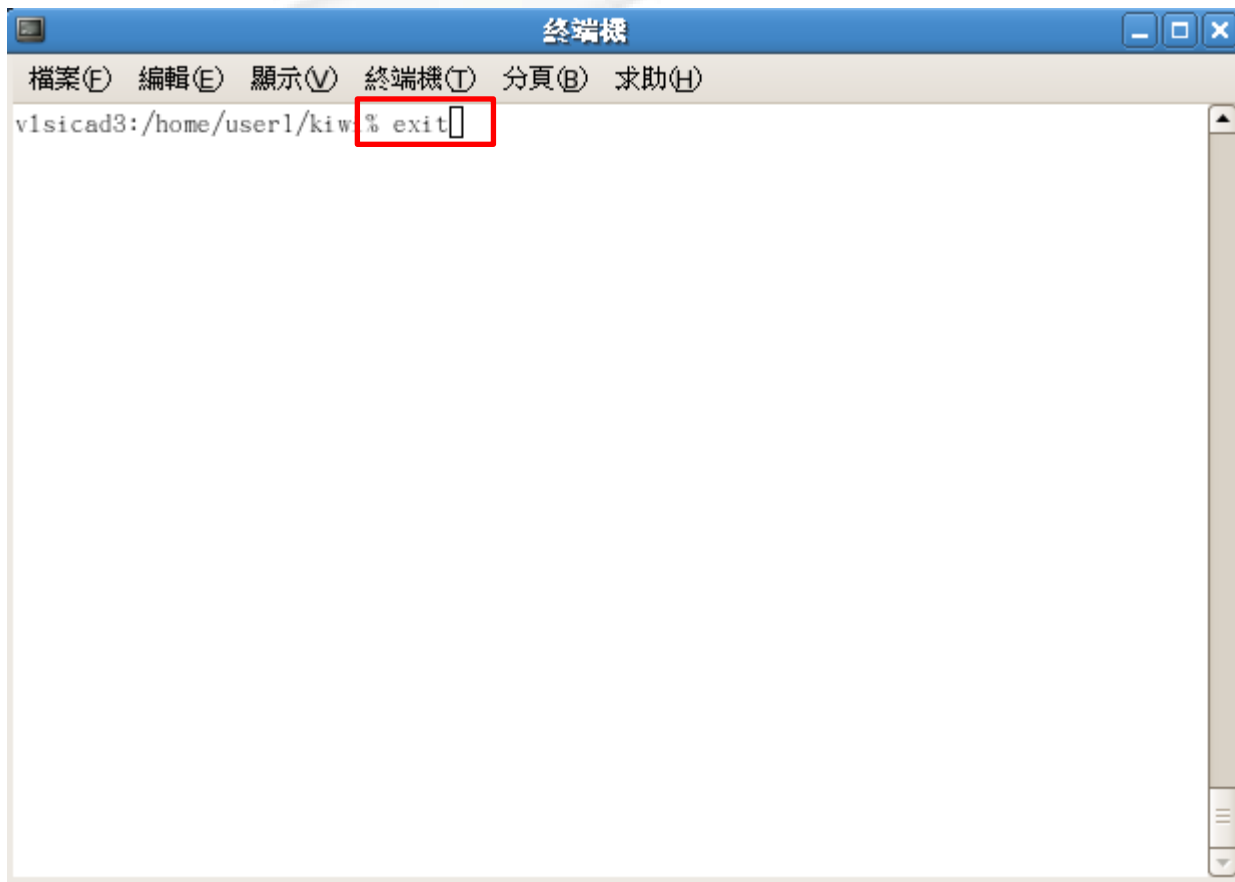 終端機
檔案(F) 編輯(E) 顯示(V) 終端機(T) 分頁(B) 求助(H)
vlsicad3:/home/user1/kiwi% exit